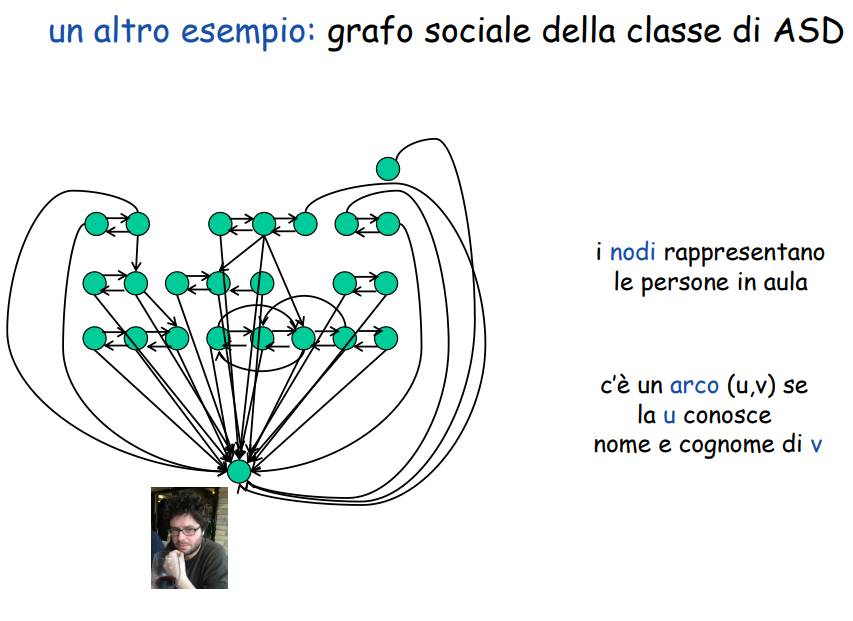 un altro esempio: grafo sociale della classe di ASD
i nodi rappresentano
le persone in aula
c'è un arco (u,v) se
la u conosce
nome e cognome di v